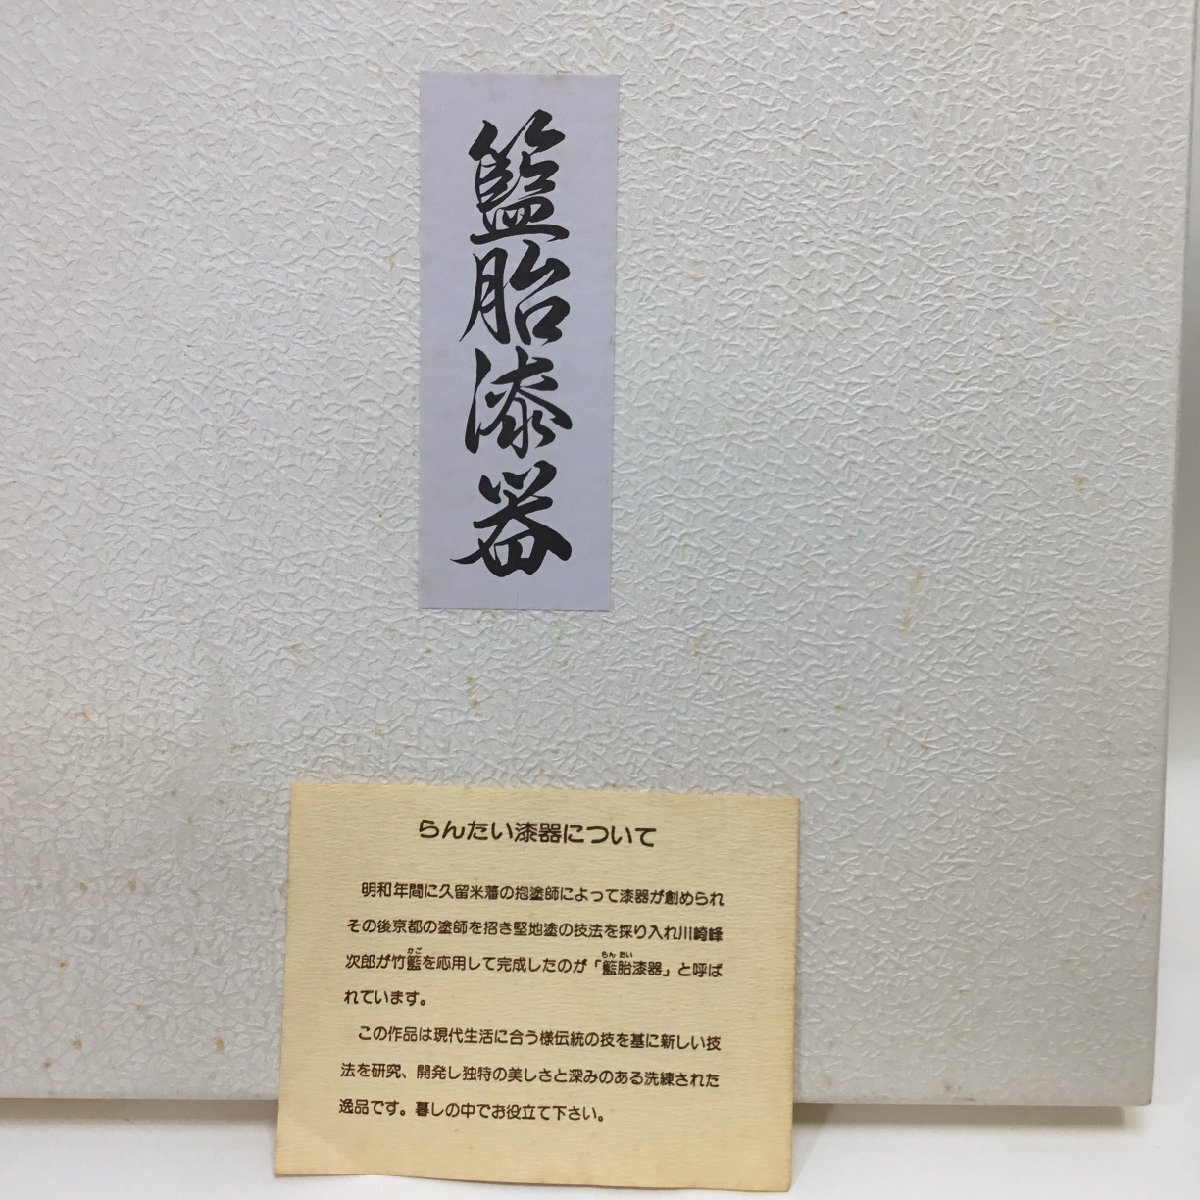 籃胎漆器
らんたい漆器について
明和年間に久留米藩の抱塗師によって漆器が創められ
その後京都の塗師を招き堅地塗の技法を採り入れ川崎峰
次郎が竹籃を応用して完成したのが「籃胎漆器」と呼ば
れています。
この作品は現代生活に合う様伝統の技を基に新しい技
法を研究、開発し独特の美しさと深みのある洗練された
逸品です。暮しの中でお役立て下さい。